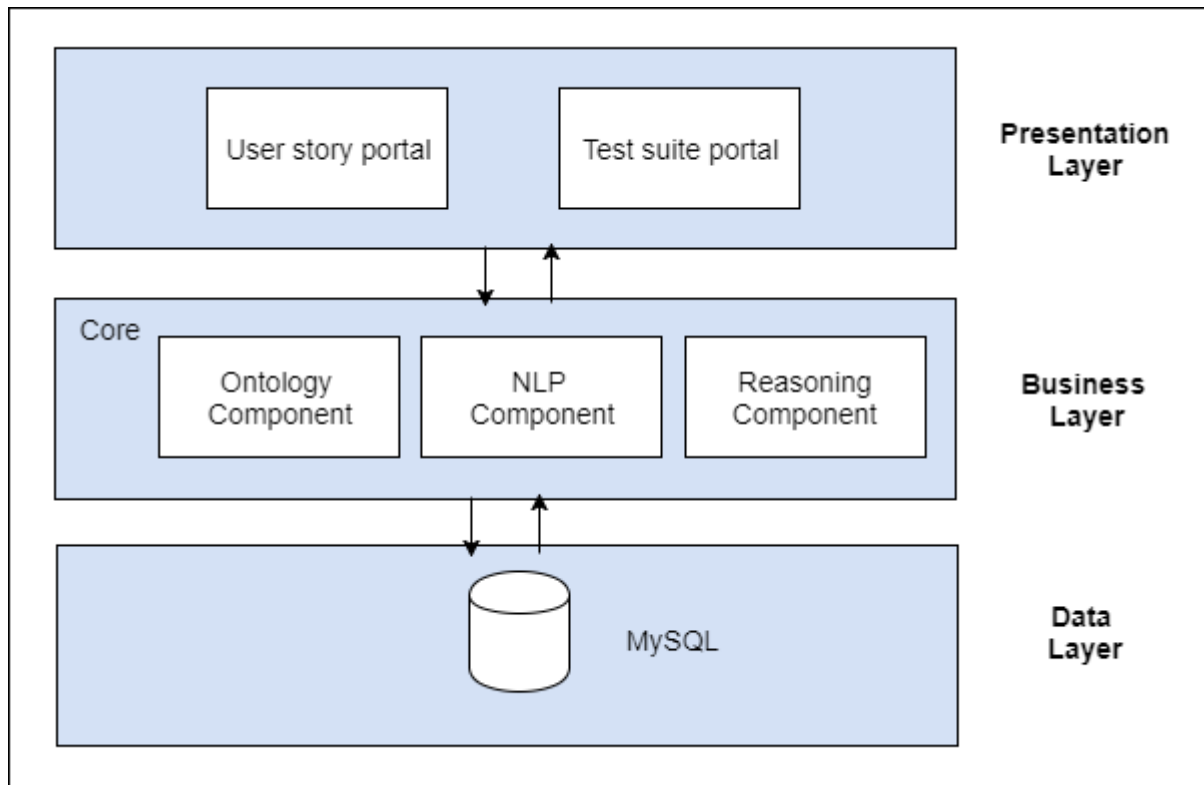 User story portal
Test suite portal
Presentation
Layer
Core
Ontology
Component
NLP
Component
Reasoning
Component
Business
Layer
MySQL
Data
Layer